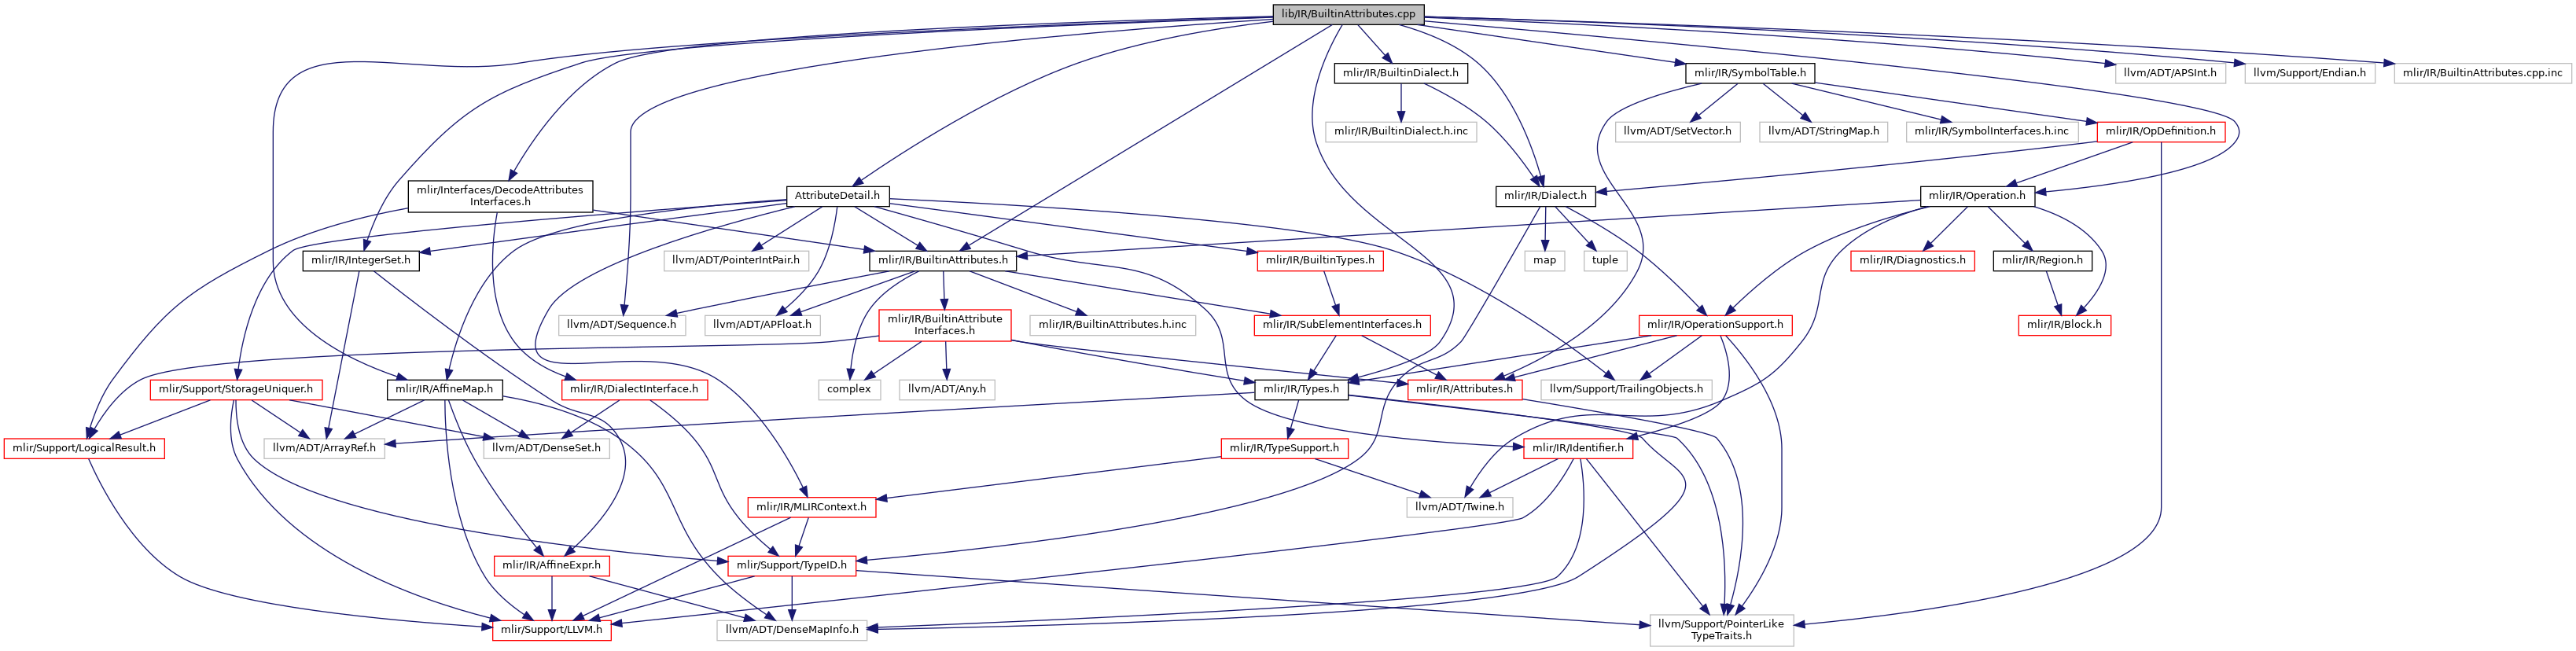 lib/IR/BuiltinAttributes.cpp
mlir/IR/BuiltinDialect.h
mlir/IR/SymbolTable.h
llvm/ADT/APSInt.h
llvm/Support/Endian.h
mlir/IR/BuiltinAttributes.cpp.inc
mlir/IR/BuiltinDialect.h.inc
llvm/ADT/SetVector.h
llvm/ADT/StringMap.h
mlir/IR/SymbolInterfaces.h.inc
mlir/IR/OpDefinition.h
mlir/Interfaces/DecodeAttributes
Interfaces.h
AttributeDetail.h
mlir/IR/Dialect.h
mlir/IR/Operation.h
mlir/IR/IntegerSet.h
llvm/ADT/PointerIntPair.h
mlir/IR/BuiltinAttributes.h
mlir/IR/BuiltinTypes.h
map
tuple
mlir/IR/Diagnostics.h
mlir/IR/Region.h
llvm/ADT/Sequence.h
llvm/ADT/APFloat.h
mlir/IR/BuiltinAttribute
Interfaces.h
mlir/IR/BuiltinAttributes.h.inc
mlir/IR/SubElementInterfaces.h
mlir/IR/OperationSupport.h
mlir/IR/Block.h
mlir/Support/StorageUniquer.h
mlir/IR/AffineMap.h
mlir/IR/DialectInterface.h
complex
llvm/ADT/Any.h
mlir/IR/Types.h
mlir/IR/Attributes.h
llvm/Support/TrailingObjects.h
mlir/Support/LogicalResult.h
llvm/ADT/ArrayRef.h
llvm/ADT/DenseSet.h
mlir/IR/TypeSupport.h
mlir/IR/Identifier.h
mlir/IR/MLIRContext.h
llvm/ADT/Twine.h
mlir/IR/AffineExpr.h
mlir/Support/TypeID.h
mlir/Support/LLVM.h
llvm/ADT/DenseMapInfo.h
llvm/Support/PointerLike
TypeTraits.h